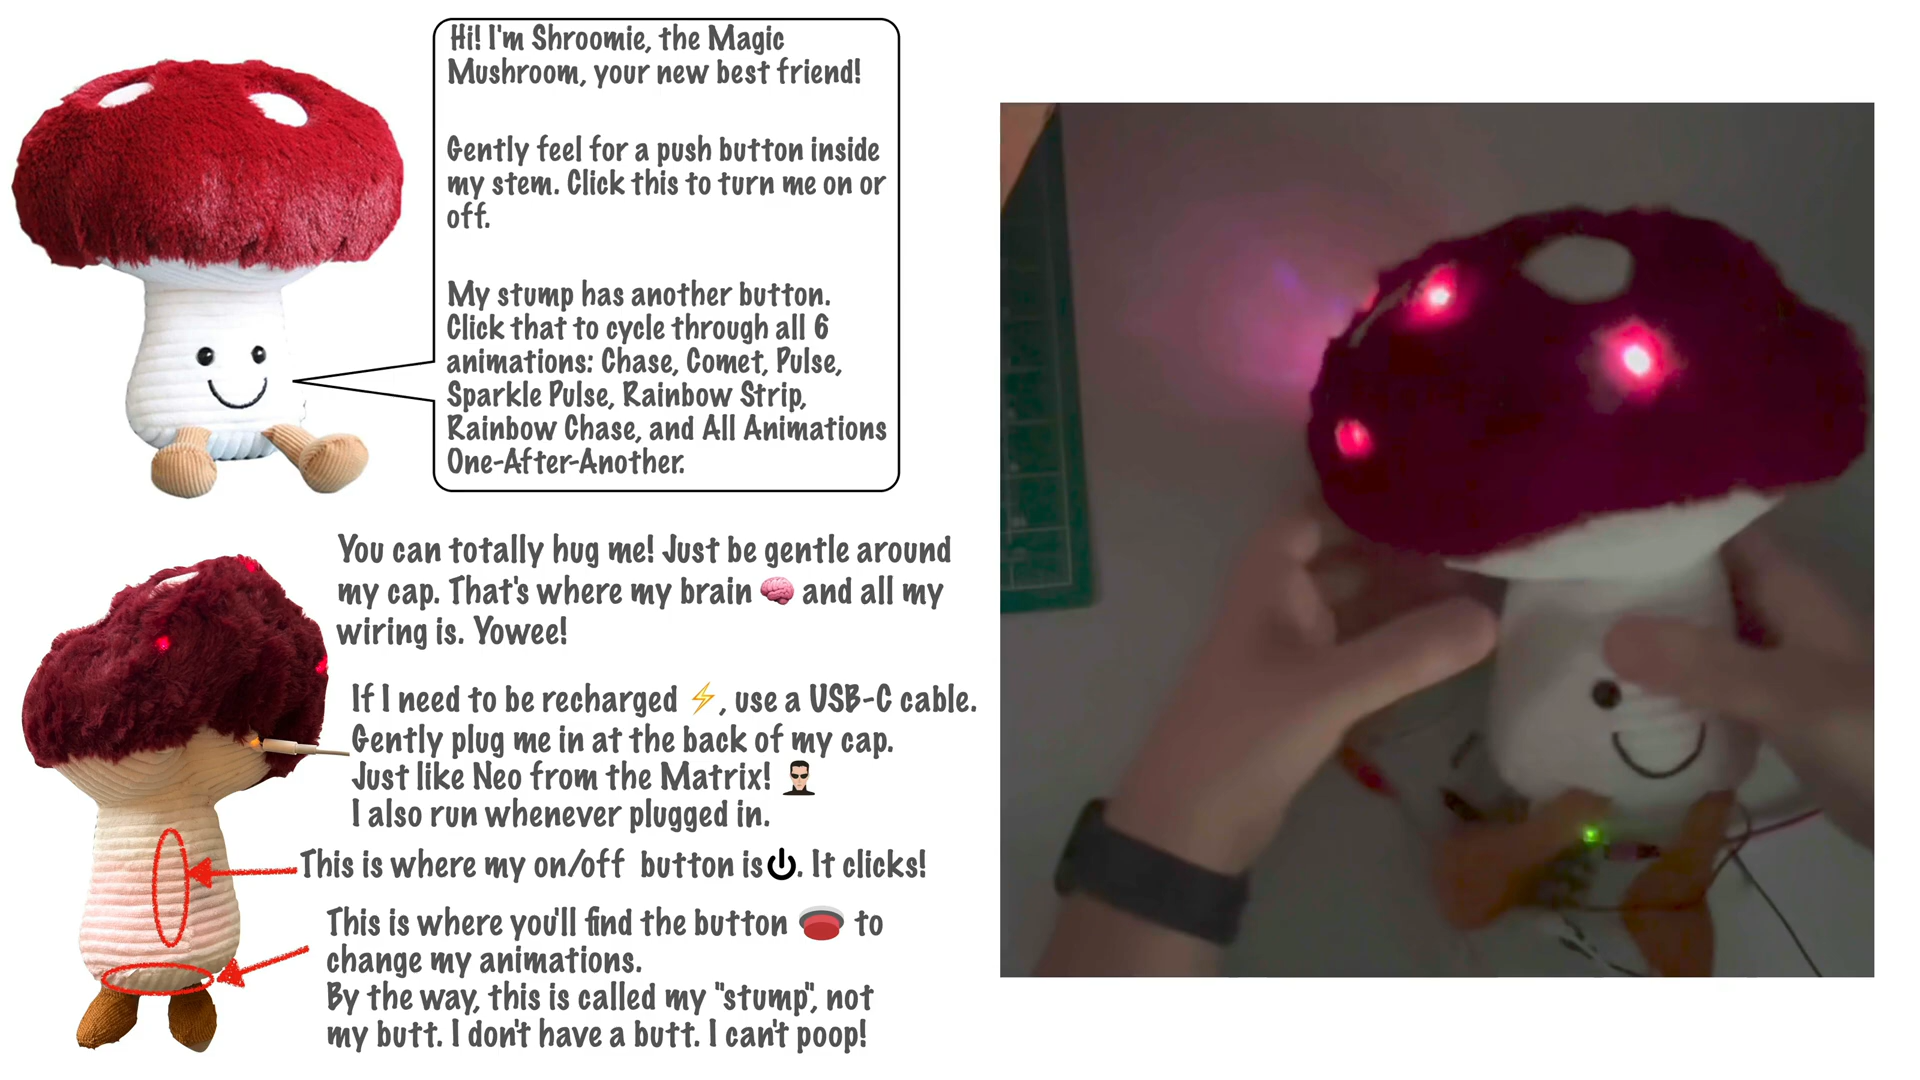 Hi! I'm Shroomie, the Magic
Mushroom, your new best friend!
Gently feel for a push button inside
my stem. Click this to turn me on or
off.
My stump has another button.
Click that to cycle through all 6
animations: Chase, Comet, Pulse,
Sparkle Pulse, Rainbow Strip,
Rainbow Chase, and All Animations
One-After-Another.
You can totally hug me! Just be gentle around
my cap. That's where my brain 🧠 and all my
wiring is. Yowee!
If I need to be recharged ⚡, use a USB-C cable.
Gently plug me in at the back of my cap.
Just like Neo from the Matrix! 🕴
I also run whenever plugged in.
This is where my on/off button is⏻. It clicks!
This is where you'll find the button to
change my animations.
By the way, this is called my "stump", not
my butt. I don't have a butt. I can't poop!